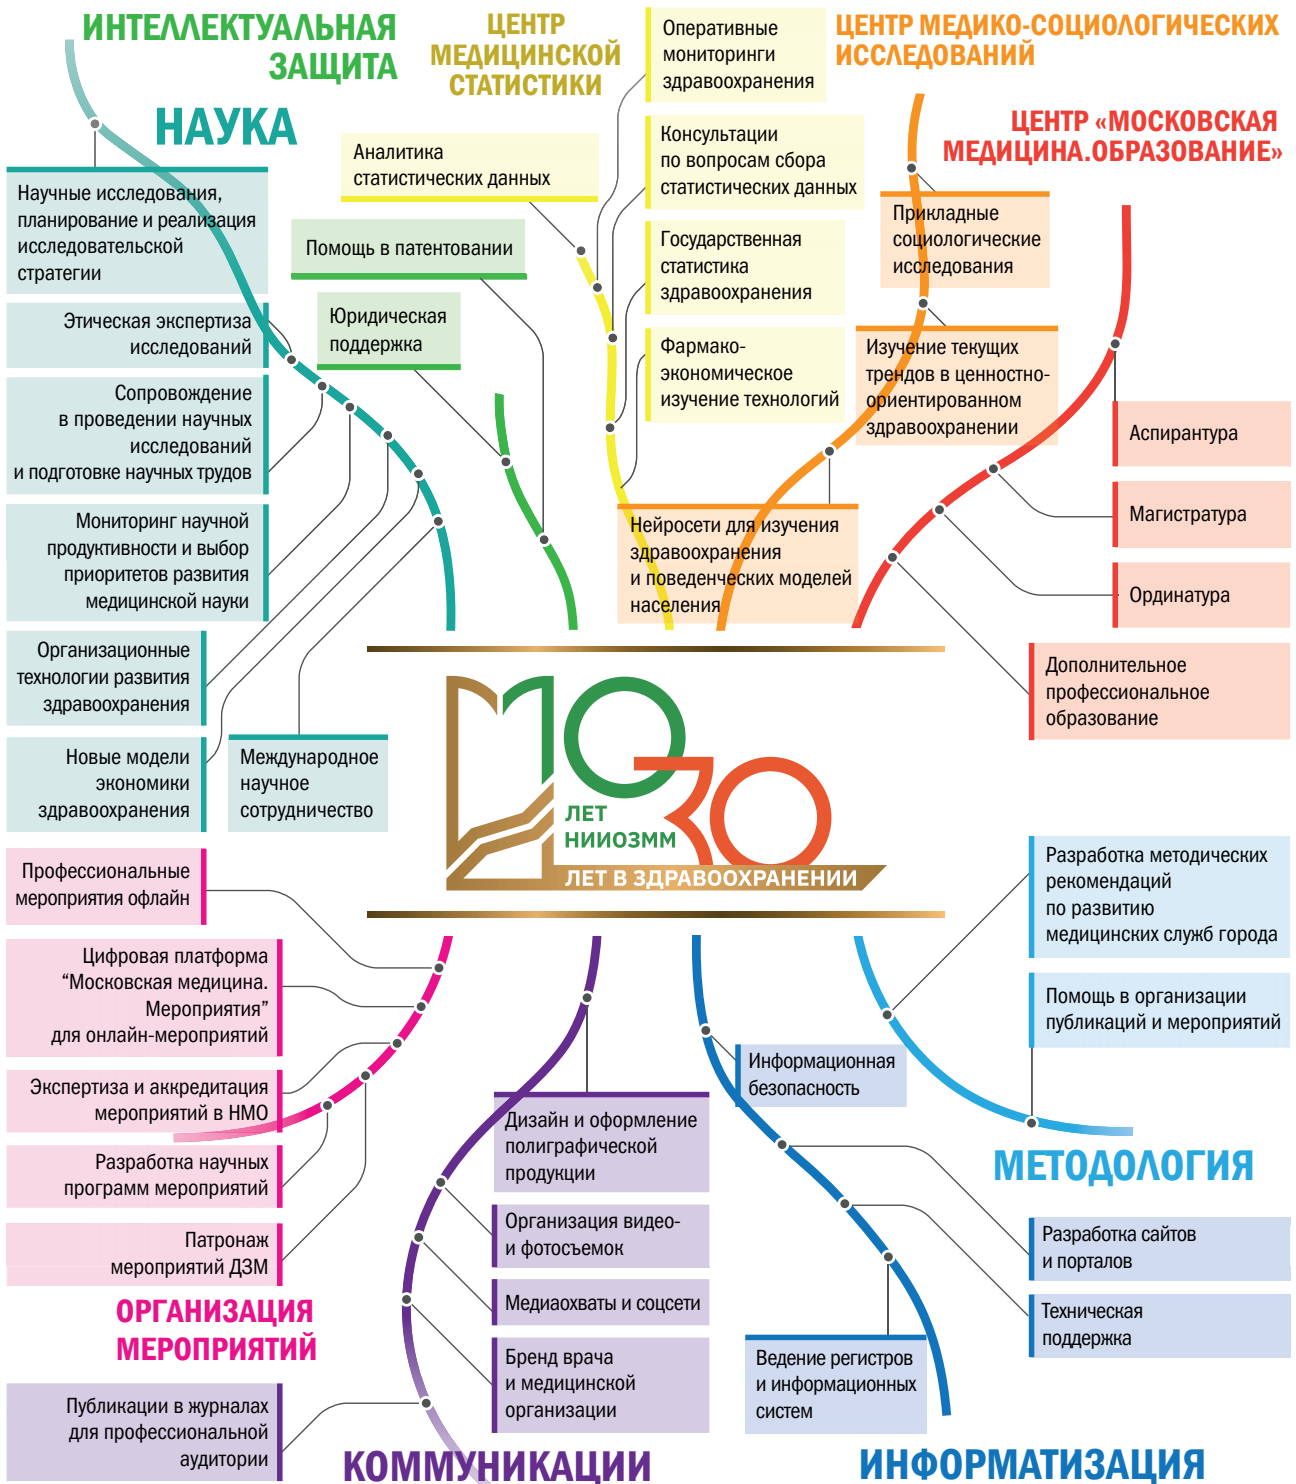 ИНТЕЛЛЕКТУАЛЬНАЯ
ЗАЩИТА
НАУКА
ЦЕНТР
МЕДИЦИНСКОЙ
СТАТИСТИКИ
ЦЕНТР МЕДИКО-СОЦИОЛОГИЧЕСКИХ
ИССЛЕДОВАНИЙ
ЦЕНТР «МОСКОВСКАЯ
МЕДИЦИНА.ОБРАЗОВАНИЕ»
Научные исследования,
планирование и реализация
исследовательской
стратегии
Этическая экспертиза
исследований
Сопровождение
в проведении научных
исследований
и подготовке научных трудов
Мониторинг научной
продуктивности и выбор
приоритетов развития
медицинской науки
Организационные
технологии развития
здравоохранения
Новые модели
экономики
здравоохранения
Международное
научное
сотрудничество
Помощь в патентовании
Юридическая
поддержка
Аналитика
статистических данных
Оперативные
мониторинги
здравоохранения
Консультации
по вопросам сбора
статистических данных
Государственная
статистика
здравоохранения
Фармако-
экономическое
изучение технологий
Прикладные
социологические
исследования
Изучение текущих
трендов в ценностно-
ориентированном
здравоохранении
Нейросети для изучения
здравоохранения
и поведенческих моделей
населения
Аспирантура
Магистратура
Ординатура
Дополнительное
профессиональное
образование
10
ЛЕТ
НИИОЗММ
30
ЛЕТ В ЗДРАВООХРАНЕНИИ
Профессиональные
мероприятия офлайн
Цифровая платформа
“Московская медицина.
Мероприятия”
для онлайн-мероприятий
Экспертиза и аккредитация
мероприятий в НМО
Разработка научных
программ мероприятий
Патронаж
мероприятий ДЗМ
ОРГАНИЗАЦИЯ
МЕРОПРИЯТИЙ
Дизайн и оформление
полиграфической
продукции
Организация видео-
и фотосъемок
Медиаохваты и соцсети
Бренд врача
и медицинской
организации
Публикации в журналах
для профессиональной
аудитории
КОММУНИКАЦИИ
Информационная
безопасность
Разработка сайтов
и порталов
Техническая
поддержка
Ведение регистров
и информационных
систем
ИНФОРМАТИЗАЦИЯ
Разработка методических
рекомендаций
по развитию
медицинских служб города
Помощь в организации
публикаций и мероприятий
МЕТОДОЛОГИЯ